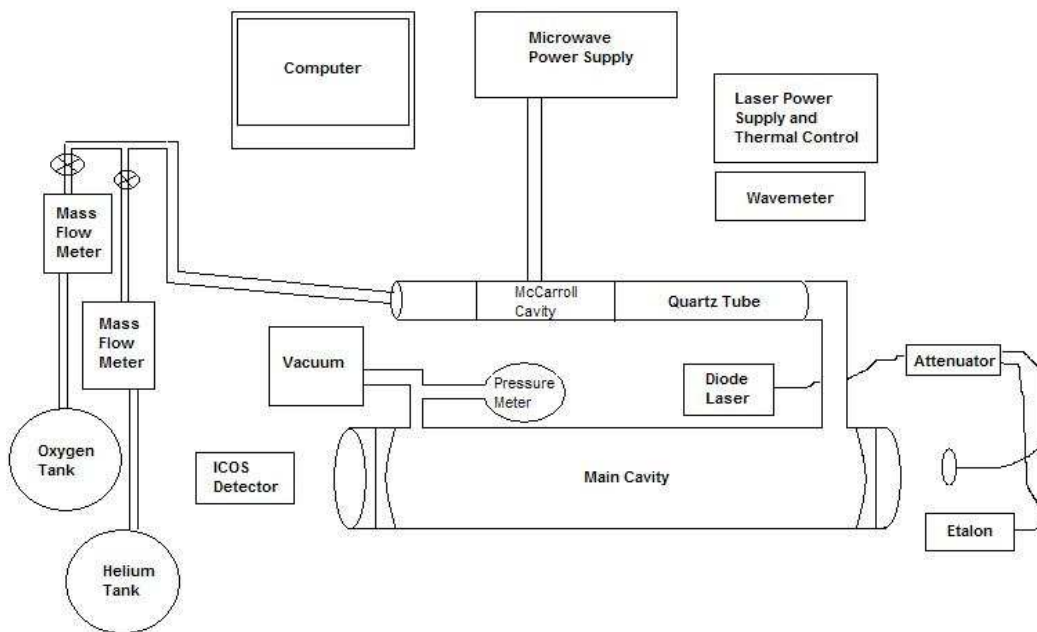 Computer
Microwave
Power Supply
Laser Power
Supply and
Thermal Control
Wavemeter
Mass
Flow
Meter
McCarroll
Cavity
Quartz Tube
Mass
Flow
Meter
Vacuum
Pressure
Meter
Diode
Laser
Attenuator
Oxygen
Tank
ICOS
Detector
Main Cavity
Etalon
Helium
Tank